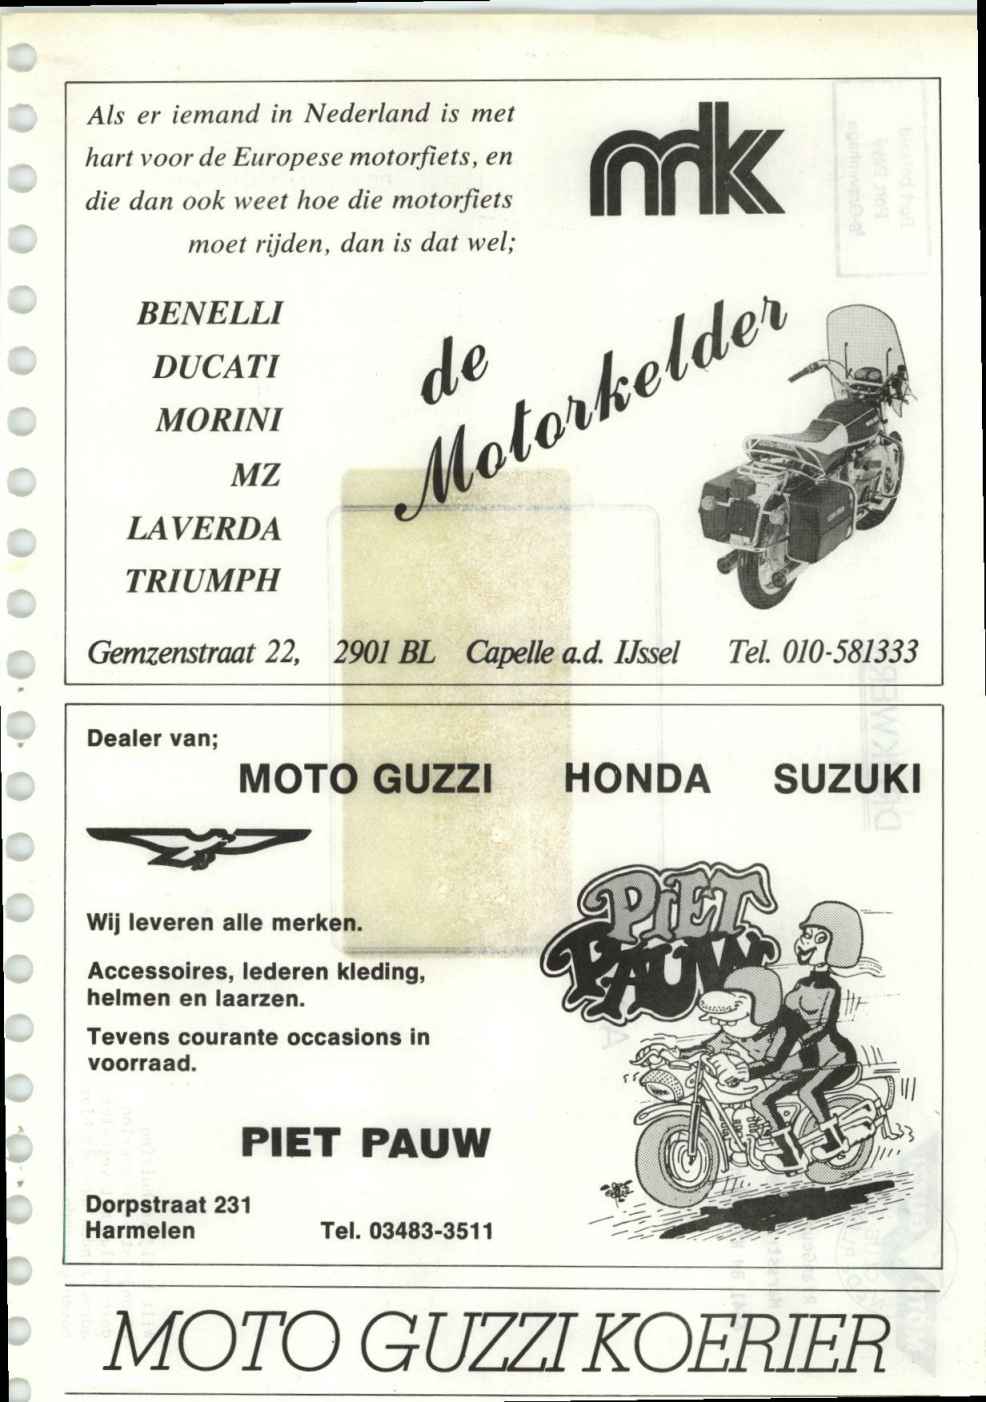 Als er iemand in Nederland is met
hart voor de Europese motorfiets, en
die dan ook weet hoe die motorfiets
moet rijden, dan is dat wel;
mdk
BENELLI
DUCATI
MORINI
MZ
LAVERDA
TRIUMPH
de
Motorkelder
Gemzenstraat 22, 2901 BL Capelle a.d. IJssel Tel. 010-581333
Dealer van;
MOTO GUZZI HONDA SUZUKI
Wij leveren alle merken.
Accessoires, lederen kleding,
helmen en laarzen.
Tevens courante occasions in
voorraad.
PIET
PAUW
PIET PAUW
Dorpstraat 231
Harmelen Tel. 03483-3511
MOTO GUZZI KOERIER